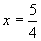 x = 5/4